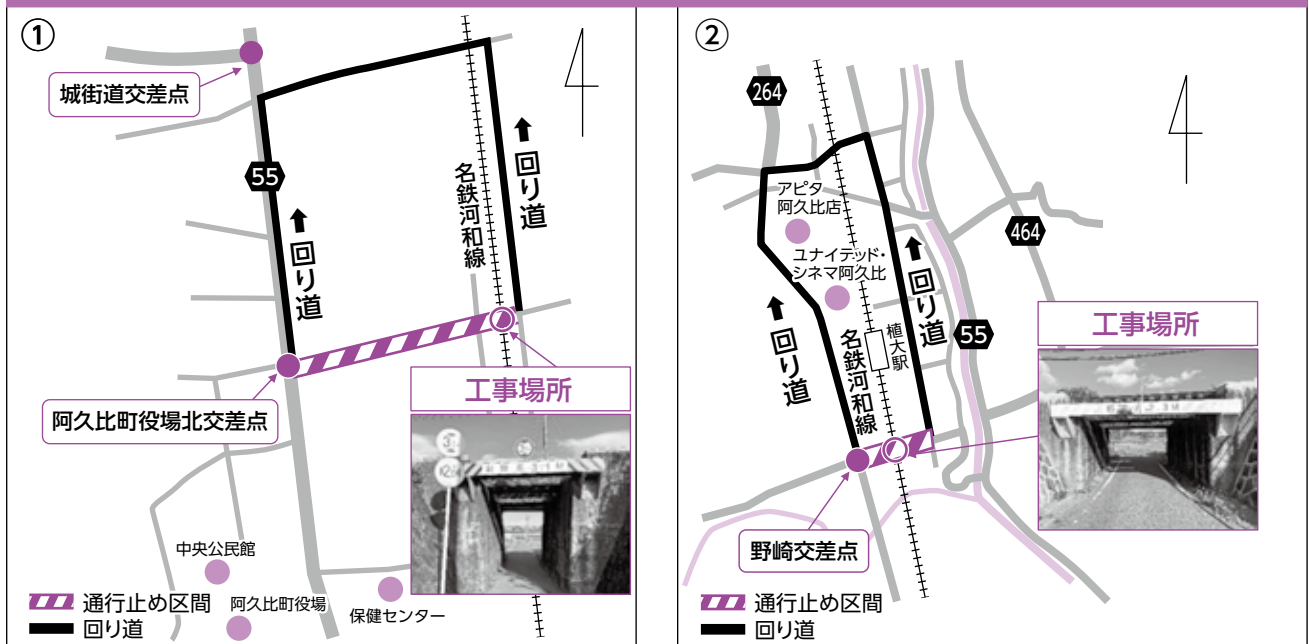 ①
城街道交差点
55
回り道
回り道
名鉄河和線
阿久比町役場北交差点
工事場所
中央公民館
阿久比町役場
保健センター
通行止め区間
回り道
②
264
アピタ
阿久比店
ユナイテッド・
シネマ阿久比
464
回り道
回り道
植大駅
名鉄河和線
55
工事場所
野崎交差点
通行止め区間
回り道